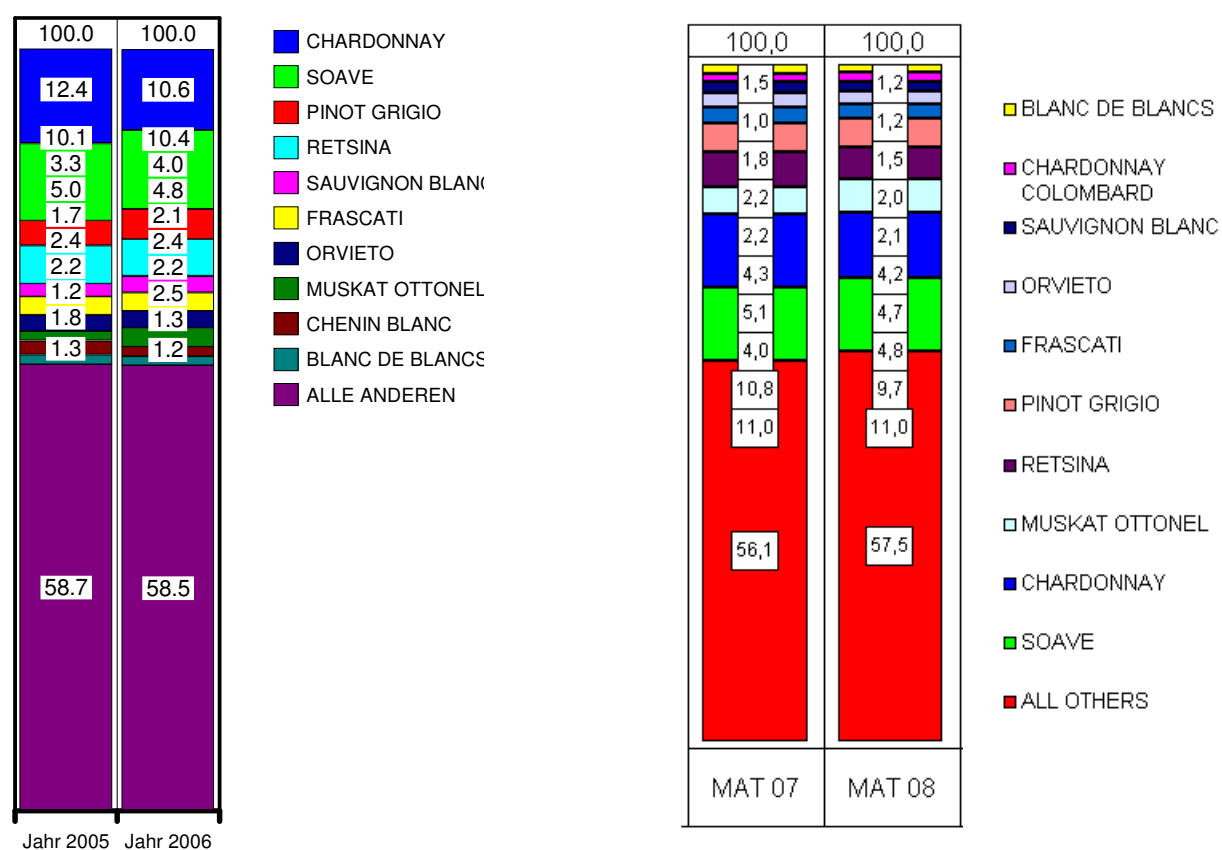 100.0 100.0
12.4 10.6
10.1 10.4
3.3 4.0
5.0 4.8
1.7 2.1
2.4 2.4
2.2 2.2
1.2 2.5
1.8 1.3
1.3 1.2
58.7 58.5
Jahr 2005 Jahr 2006
CHARDONNAY
SOAVE
PINOT GRIGIO
RETSINA
SAUVIGNON BLANC
FRASCATI
ORVIETO
MUSKAT OTTONEL
CHENIN BLANC
BLANC DE BLANCS
ALLE ANDEREN
100,0 100,0
1,5 1,2
1,0 1,2
1,8 1,5
2,2 2,0
2,2 2,1
4,3 4,2
5,1 4,7
4,0 4,8
10,8 9,7
11,0 11,0
56,1 57,5
MAT 07 MAT 08
BLANC DE BLANCS
CHARDONNAY
COLOMBARD
SAUVIGNON BLANC
ORVIETO
FRASCATI
PINOT GRIGIO
RETSINA
MUSKAT OTTONEL
CHARDONNAY
SOAVE
ALL OTHERS